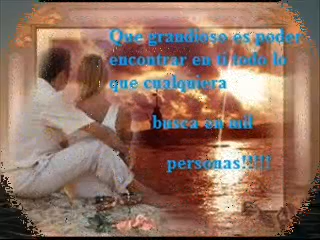 Que grandioso es poder
encontrar en ti todo lo
que cualquiera
busca en mil
personas!!!!!